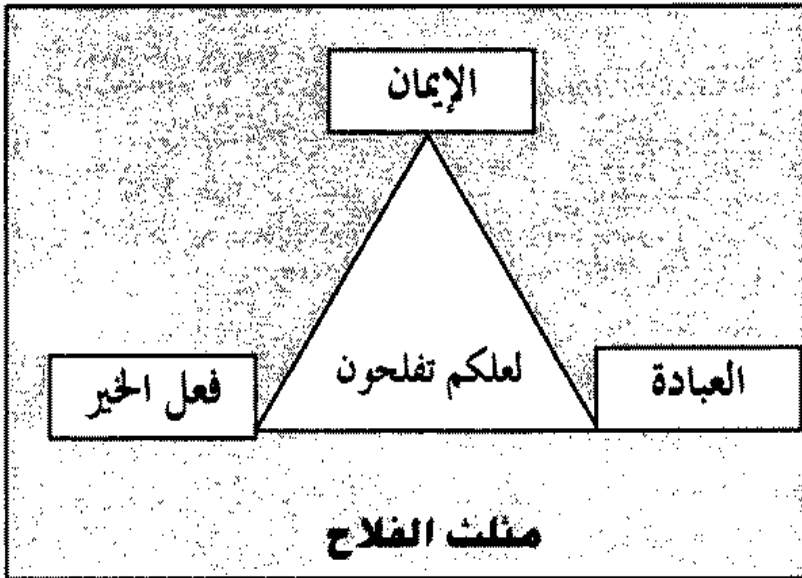 الإيمان
العبادة
لعلكم تفلحون
فعل الخير
مثلث الفلاح